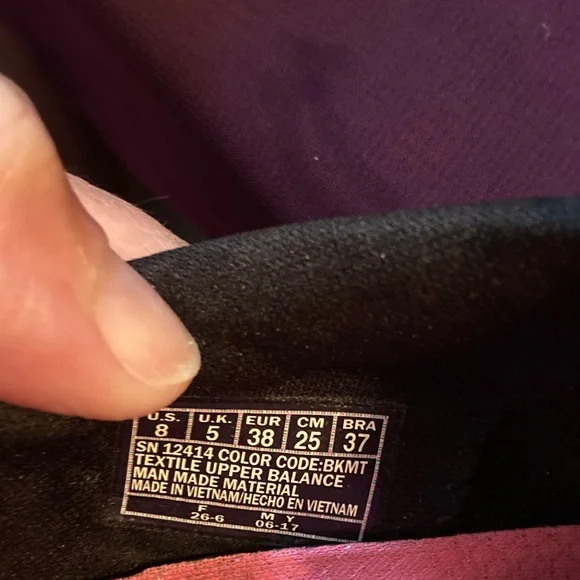 U.S. U.K. EUR CM BRA
8 5 38 25 37
SN 12414 COLOR CODE:BKMT
TEXTILE UPPER BALANCE
MAN MADE MATERIAL
MADE IN VIETNAM/HECHO EN VIETNAM
F M Y
26-6 06-17